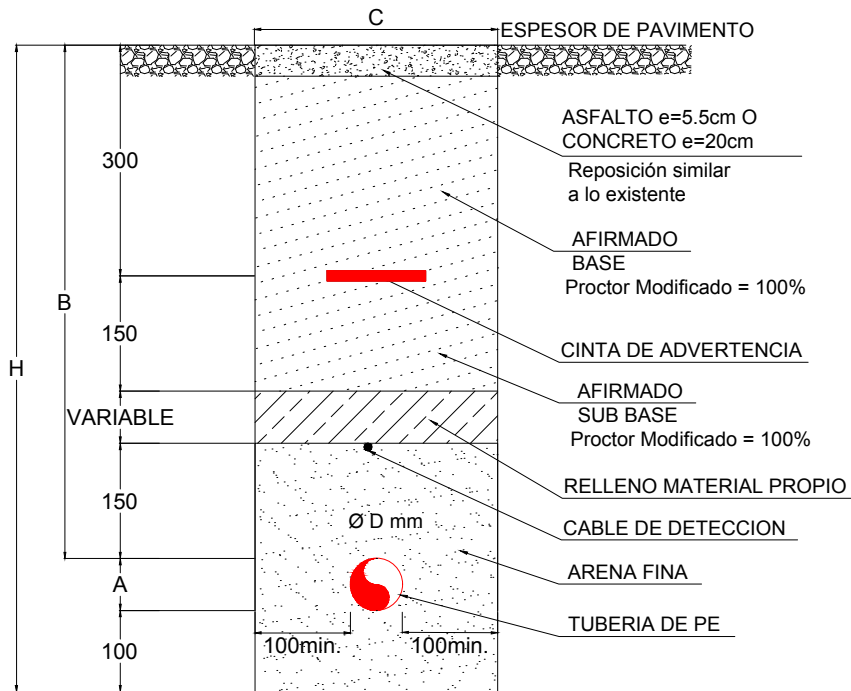 C
ESPESOR DE PAVIMENTO
ASFALTO e=5.5cm O
CONCRETO e=20cm
Reposición similar
a lo existente
300
AFIRMADO
BASE
Proctor Modificado = 100%
B
150
H
CINTA DE ADVERTENCIA
AFIRMADO
SUB BASE
Proctor Modificado = 100%
VARIABLE
RELLENO MATERIAL PROPIO
150
Ø D mm
CABLE DE DETECCION
ARENA FINA
A
TUBERIA DE PE
100
100min.
100min.